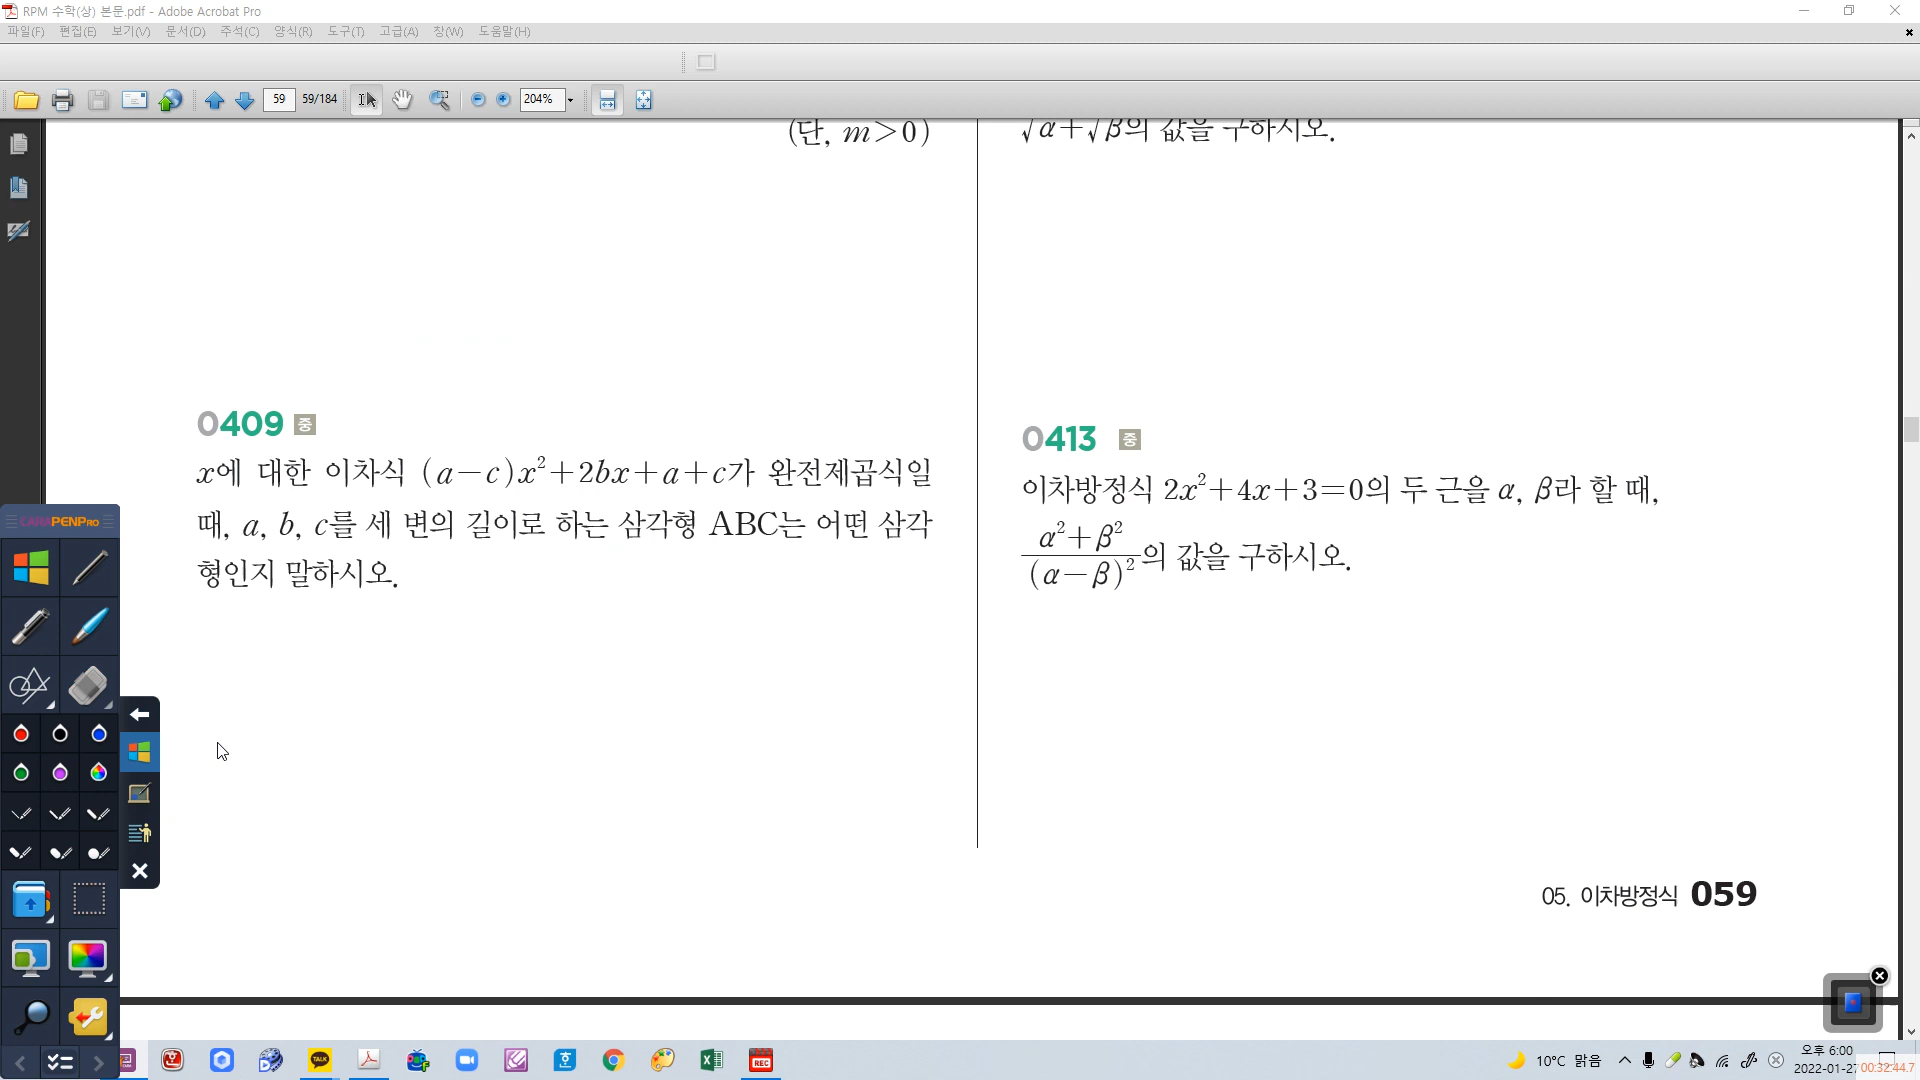 RPM 수학(상) 본문.pdf - Adobe Acrobat Pro
파일(F) 편집(E) 보기(V) 문서(D) 주석(C) 양식(R) 도구(T) 고급(A) 창(W) 도움말(H)
59 59/184 204%
(단, m>0)
√α+√β의 값을 구하시오.
0409 중
x에 대한 이차식 (a-c)x²+2bx+a+c가 완전제곱식일
때, a, b, c를 세 변의 길이로 하는 삼각형 ABC는 어떤 삼각
형인지 말하시오.
0413 중
이차방정식 2x²+4x+3=0의 두 근을 α, β라 할 때,
α²+β²
(α-β)²
의 값을 구하시오.
05. 이차방정식 059
CARAPENPRO
TALK
REC
10°C 맑음
오후 6:00
2022-01-27
00:32:44.7